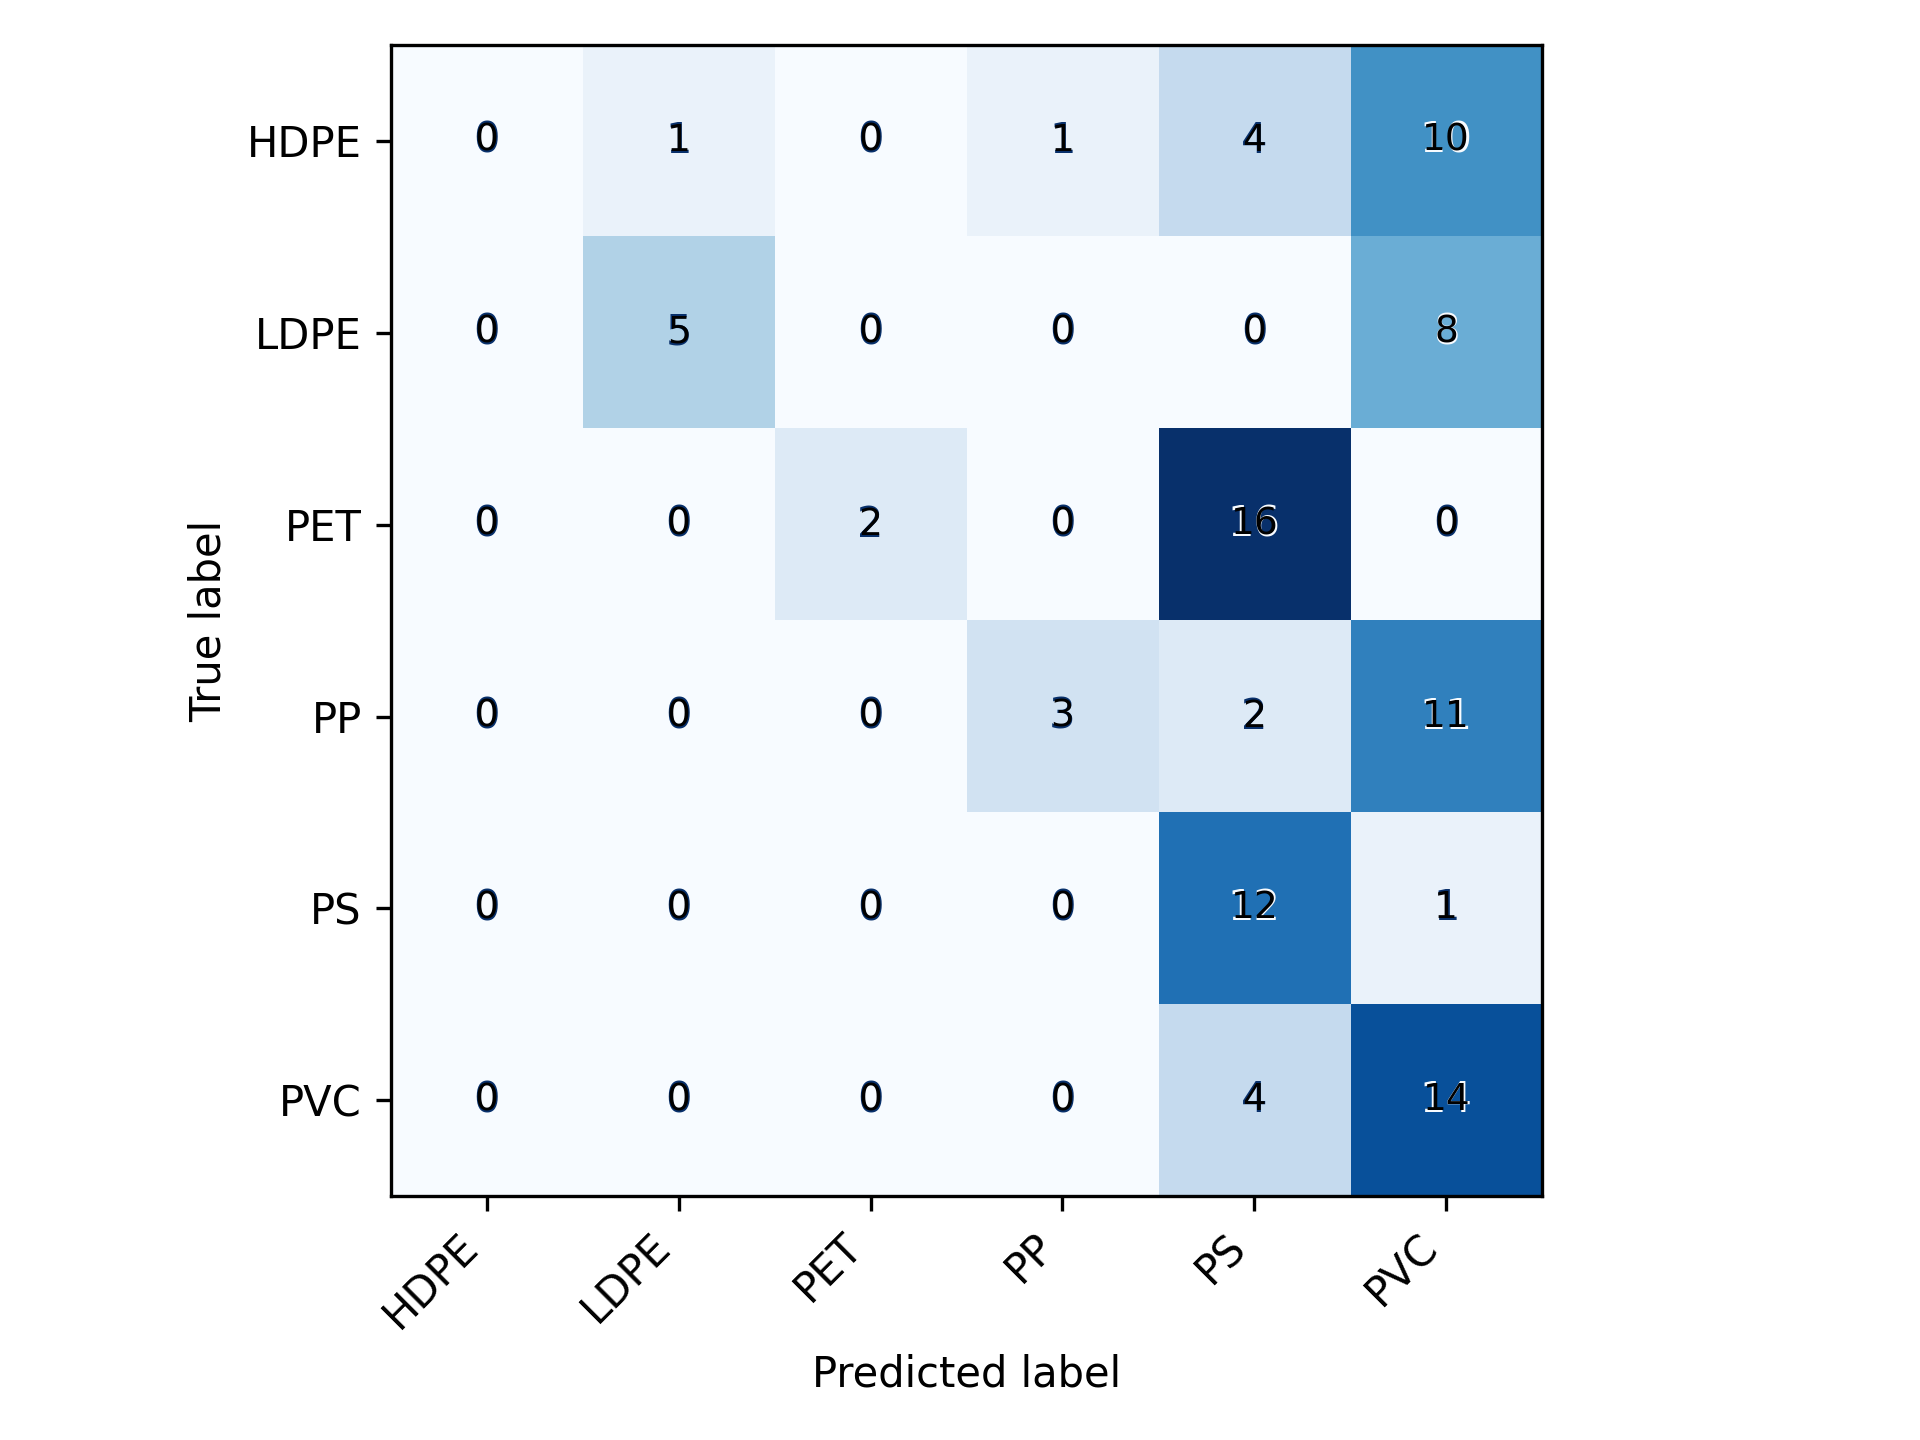 HDPE 0 1 0 1 4 10
LDPE 0 5 0 0 0 8
PET 0 0 2 0 16 0
PP 0 0 0 3 2 11
PS 0 0 0 0 12 1
PVC 0 0 0 0 4 14
True label
HDPE LDPE PET PP PS PVC
Predicted label